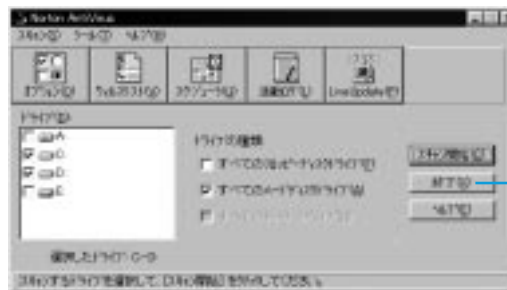 Norton AntiVirus
スキャン(S) ツール(T) ヘルプ(H)
オプション(O) ウィルスリスト(V) スケジューラ(D) 活動ログ(L) LiveUpdate(E)
ドライブ(D)
A:
C:
D:
E:
ドライブの種類
すべてのフロッピーディスクドライブ(F)
すべてのハードディスクドライブ(A)
スキャン開始(C)
終了(X)
ヘルプ(H)
選択したドライブ: C-D
スキャンするドライブを選択して、[スキャン開始] をクリックしてください。